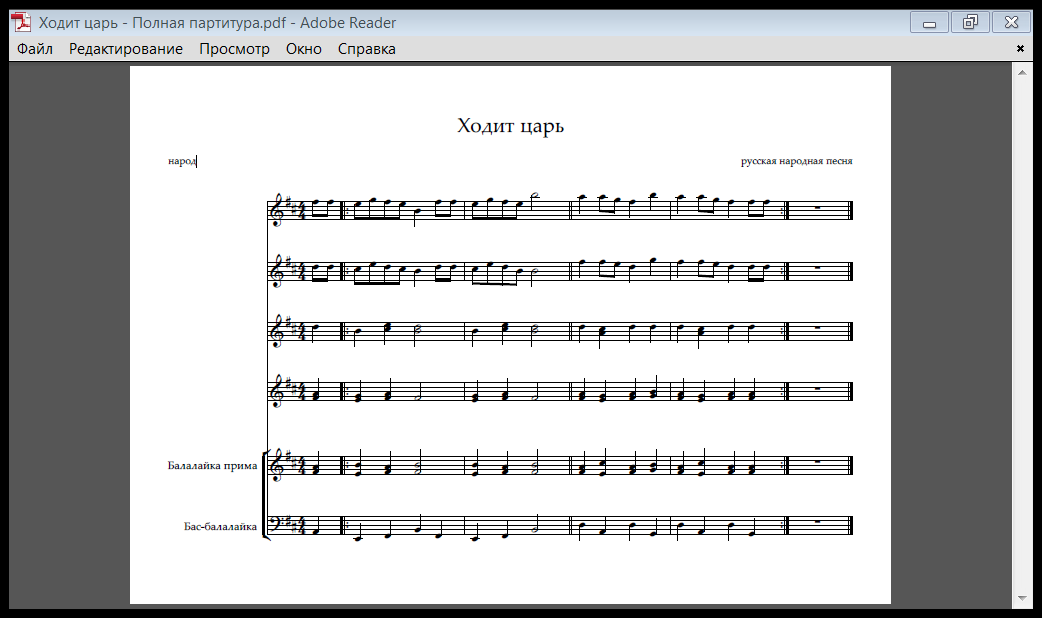 Ходит царь - Полная партитура.pdf - Adobe Reader
Файл Редактирование Просмотр Окно Справка
Ходит царь
народ
русская народная песня
Балалайка прима
Бас-балалайка